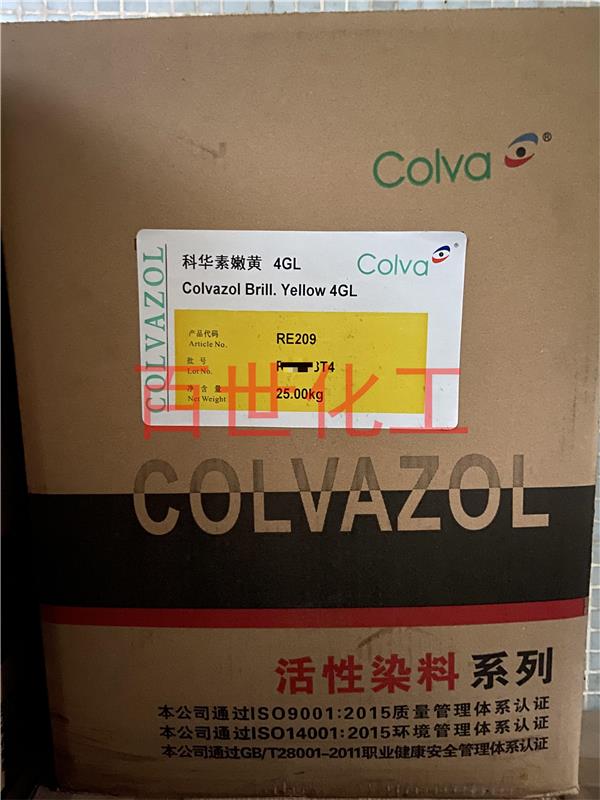 Colva®
COLVAZOL
科华素嫩黄 4GL
Colva®
Colvazol Brill. Yellow 4GL
产品代码
Article No.
RE209
批 号
Lot No.
3T4
净 含 量
Net Weight
25.00kg
百世化工
COLVAZOL
活性染料系列
本公司通过ISO9001:2015质量管理体系认证
本公司通过ISO14001:2015环境管理体系认证
本公司通过GB/T28001-2011职业健康安全管理体系认证